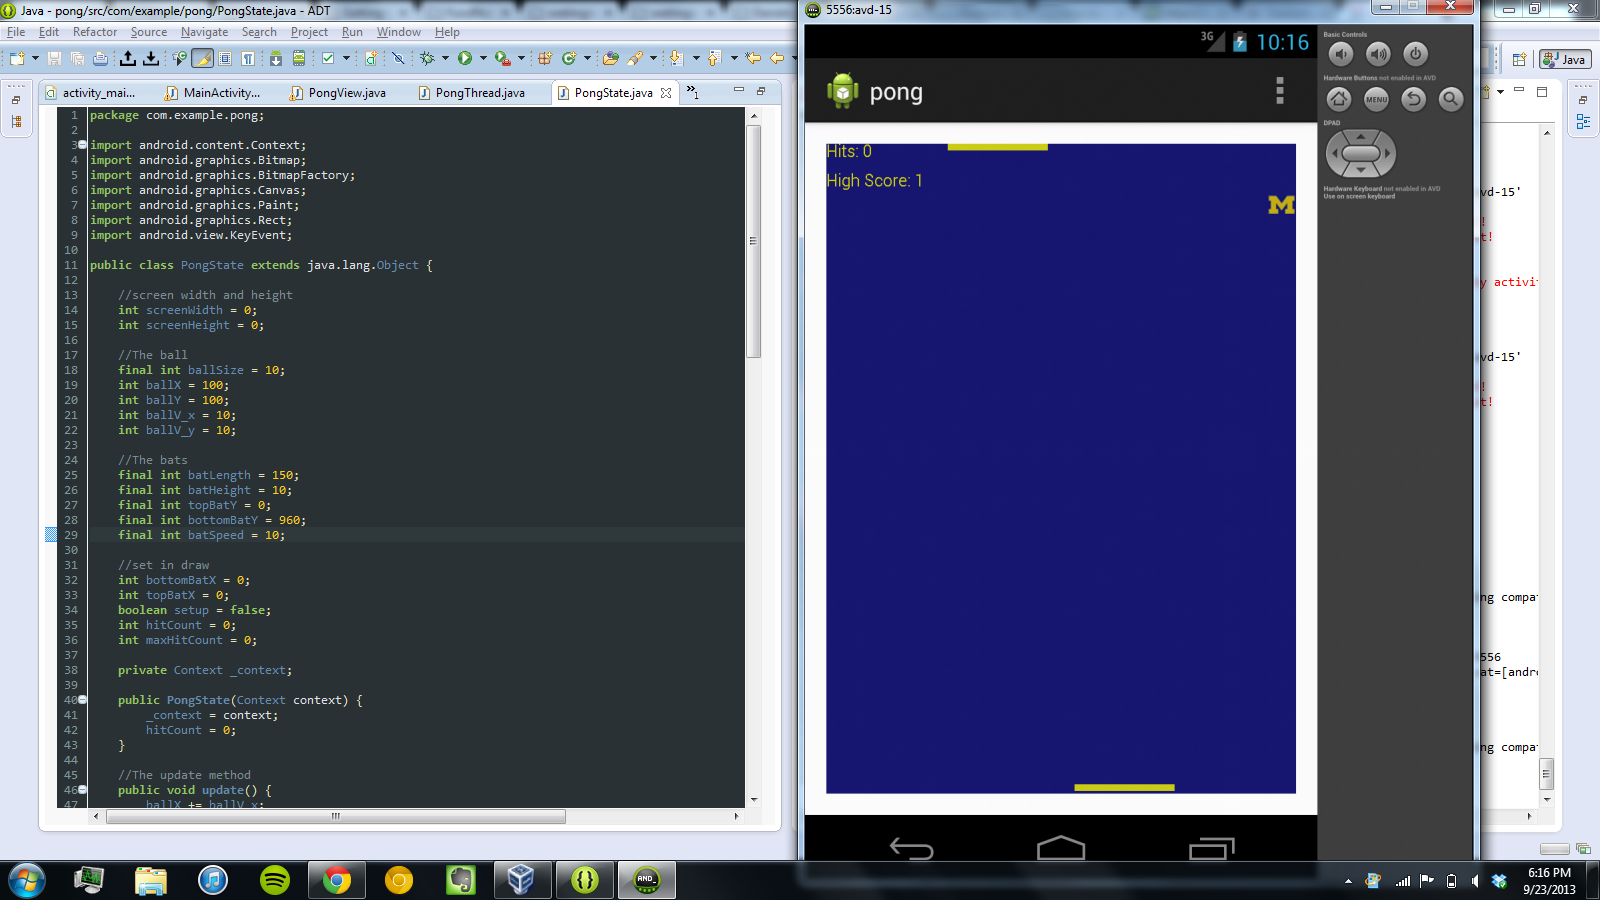 Java - pong/src/com/example/pong/PongState.java - ADT
File Edit Refactor Source Navigate Search Project Run Window Help
Java
activity_mai... MainActivity... PongView.java PongThread.java PongState.java »1
1 package com.example.pong;
2
3 import android.content.Context;
4 import android.graphics.Bitmap;
5 import android.graphics.BitmapFactory;
6 import android.graphics.Canvas;
7 import android.graphics.Paint;
8 import android.graphics.Rect;
9 import android.view.KeyEvent;
10
11 public class PongState extends java.lang.Object {
12
13 //screen width and height
14 int screenWidth = 0;
15 int screenHeight = 0;
16
17 //The ball
18 final int ballSize = 10;
19 int ballX = 100;
20 int ballY = 100;
21 int ballV_x = 10;
22 int ballV_y = 10;
23
24 //The bats
25 final int batLength = 150;
26 final int batHeight = 10;
27 final int topBatY = 0;
28 final int bottomBatY = 960;
29 final int batSpeed = 10;
30
31 //set in draw
32 int bottomBatX = 0;
33 int topBatX = 0;
34 boolean setup = false;
35 int hitCount = 0;
36 int maxHitCount = 0;
37
38 private Context _context;
39
40 public PongState(Context context) {
41 _context = context;
42 hitCount = 0;
43 }
44
45 //The update method
46 public void update() {
47 ballX += ballV_x;
5556:avd-15
3G 10:16
pong
Hits: 0
High Score: 1
M
Basic Controls
Hardware Buttons not enabled in AVD
MENU
DPAD
Hardware Keyboard not enabled in AVD
Use on screen keyboard
vd-15'
!
t!
y activit
vd-15'
!
t!
ng compat
556
at=[andro
ng compat
AND_
6:16 PM
9/23/2013